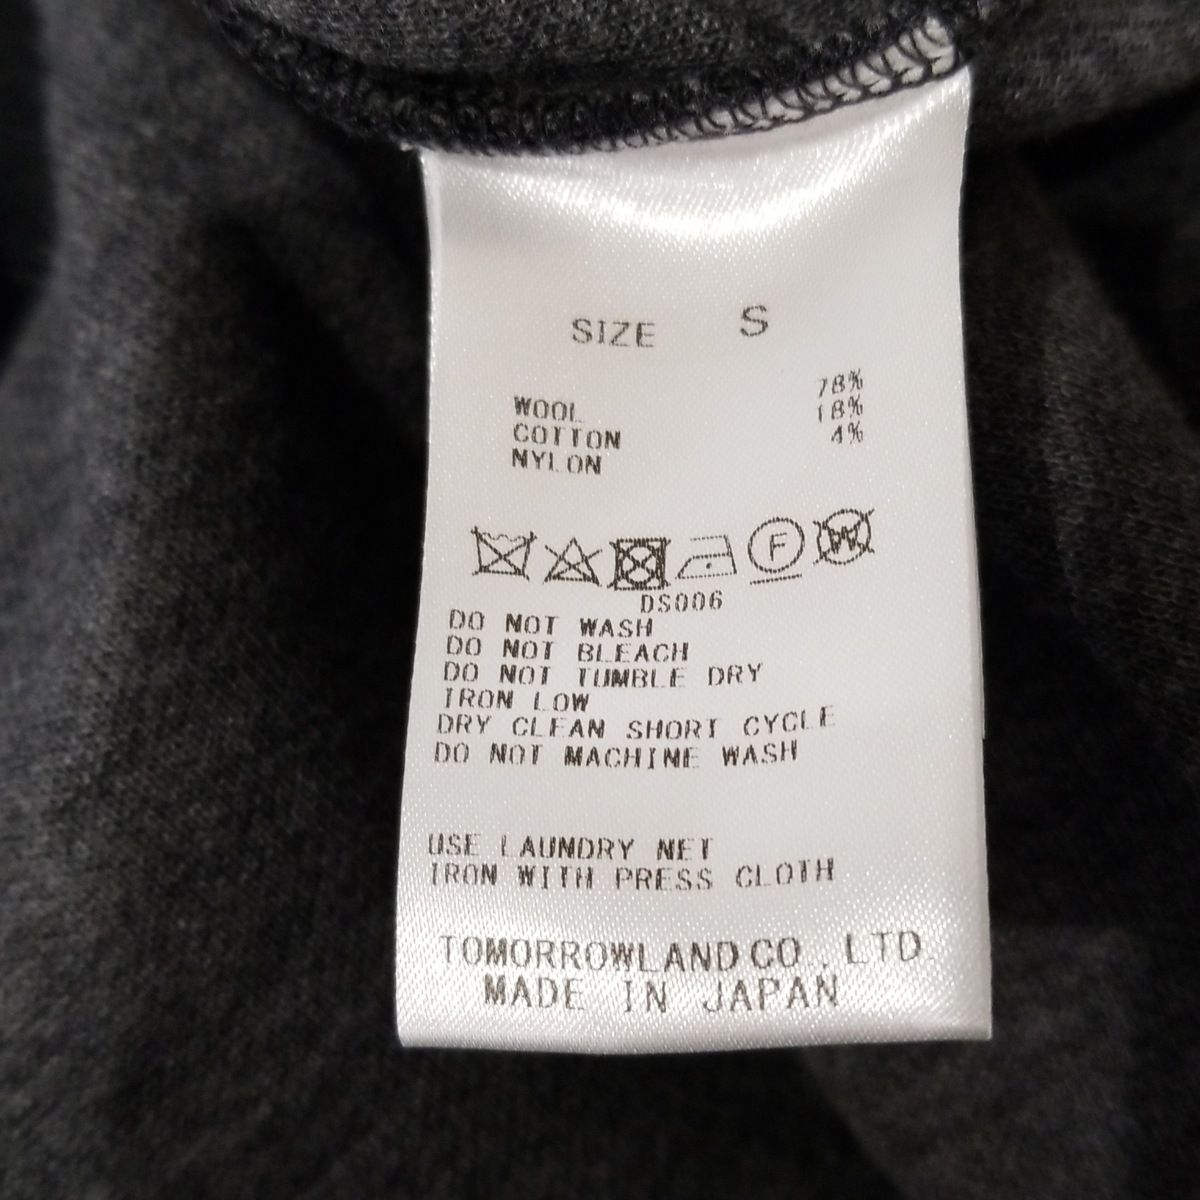 SIZE S
WOOL 78%
COTTON 18%
NYLON 4%
F W
DS006
DO NOT WASH
DO NOT BLEACH
DO NOT TUMBLE DRY
IRON LOW
DRY CLEAN SHORT CYCLE
DO NOT MACHINE WASH
USE LAUNDRY NET
IRON WITH PRESS CLOTH
TOMORROWLAND CO., LTD.
MADE IN JAPAN